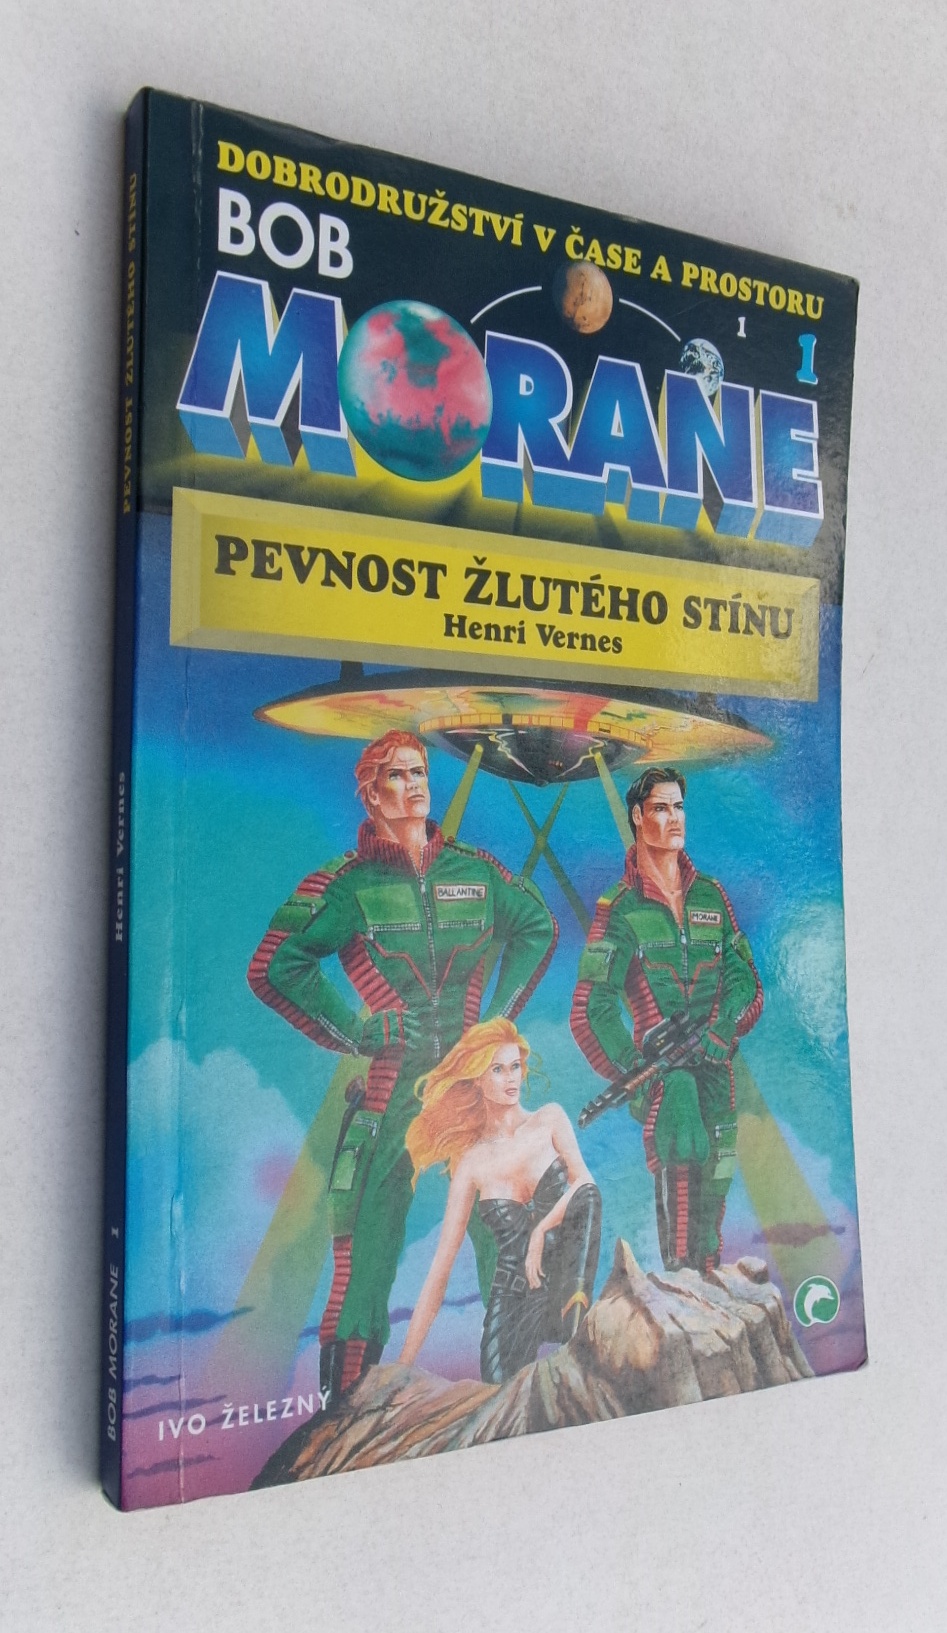 DOBRODRUŽSTVÍ V ČASE A PROSTORU
BOB
MORANE
1
1
PEVNOST ŽLUTÉHO STÍNU
Henri Vernes
BALLANTINE
MORANE
IVO ŽELEZNÝ
BOB MORANE 1
Henri Vernes
PEVNOST ŽLUTÉHO STÍNU